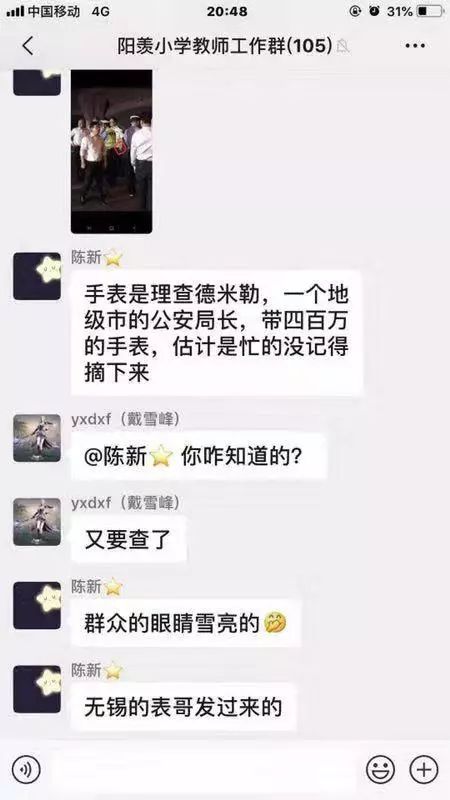 中国移动 4G 20:48 31%
阳羡小学教师工作群(105)
陈新⭐
手表是理查德米勒，一个地
级市的公安局长，带四百万
的手表，估计是忙的没记得
摘下来
yxdxf（戴雪峰）
@陈新⭐ 你咋知道的？
yxdxf（戴雪峰）
又要查了
陈新⭐
群众的眼睛雪亮的🤣
陈新⭐
无锡的表哥发过来的